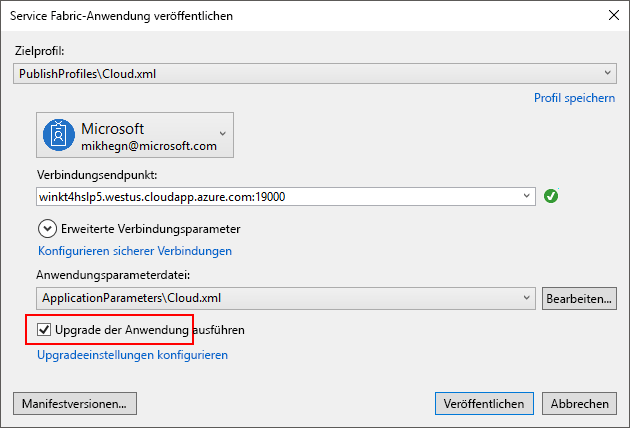 Service Fabric-Anwendung veröffentlichen
Zielprofil:
PublishProfiles\Cloud.xml
Profil speichern
Microsoft
mikhegn@microsoft.com
Verbindungsendpunkt:
winkt4hslp5.westus.cloudapp.azure.com:19000
Erweiterte Verbindungsparameter
Konfigurieren sicherer Verbindungen
Anwendungsparameterdatei:
ApplicationParameters\Cloud.xml
Bearbeiten...
Upgrade der Anwendung ausführen
Upgradeeinstellungen konfigurieren
Manifestversionen...
Veröffentlichen
Abbrechen